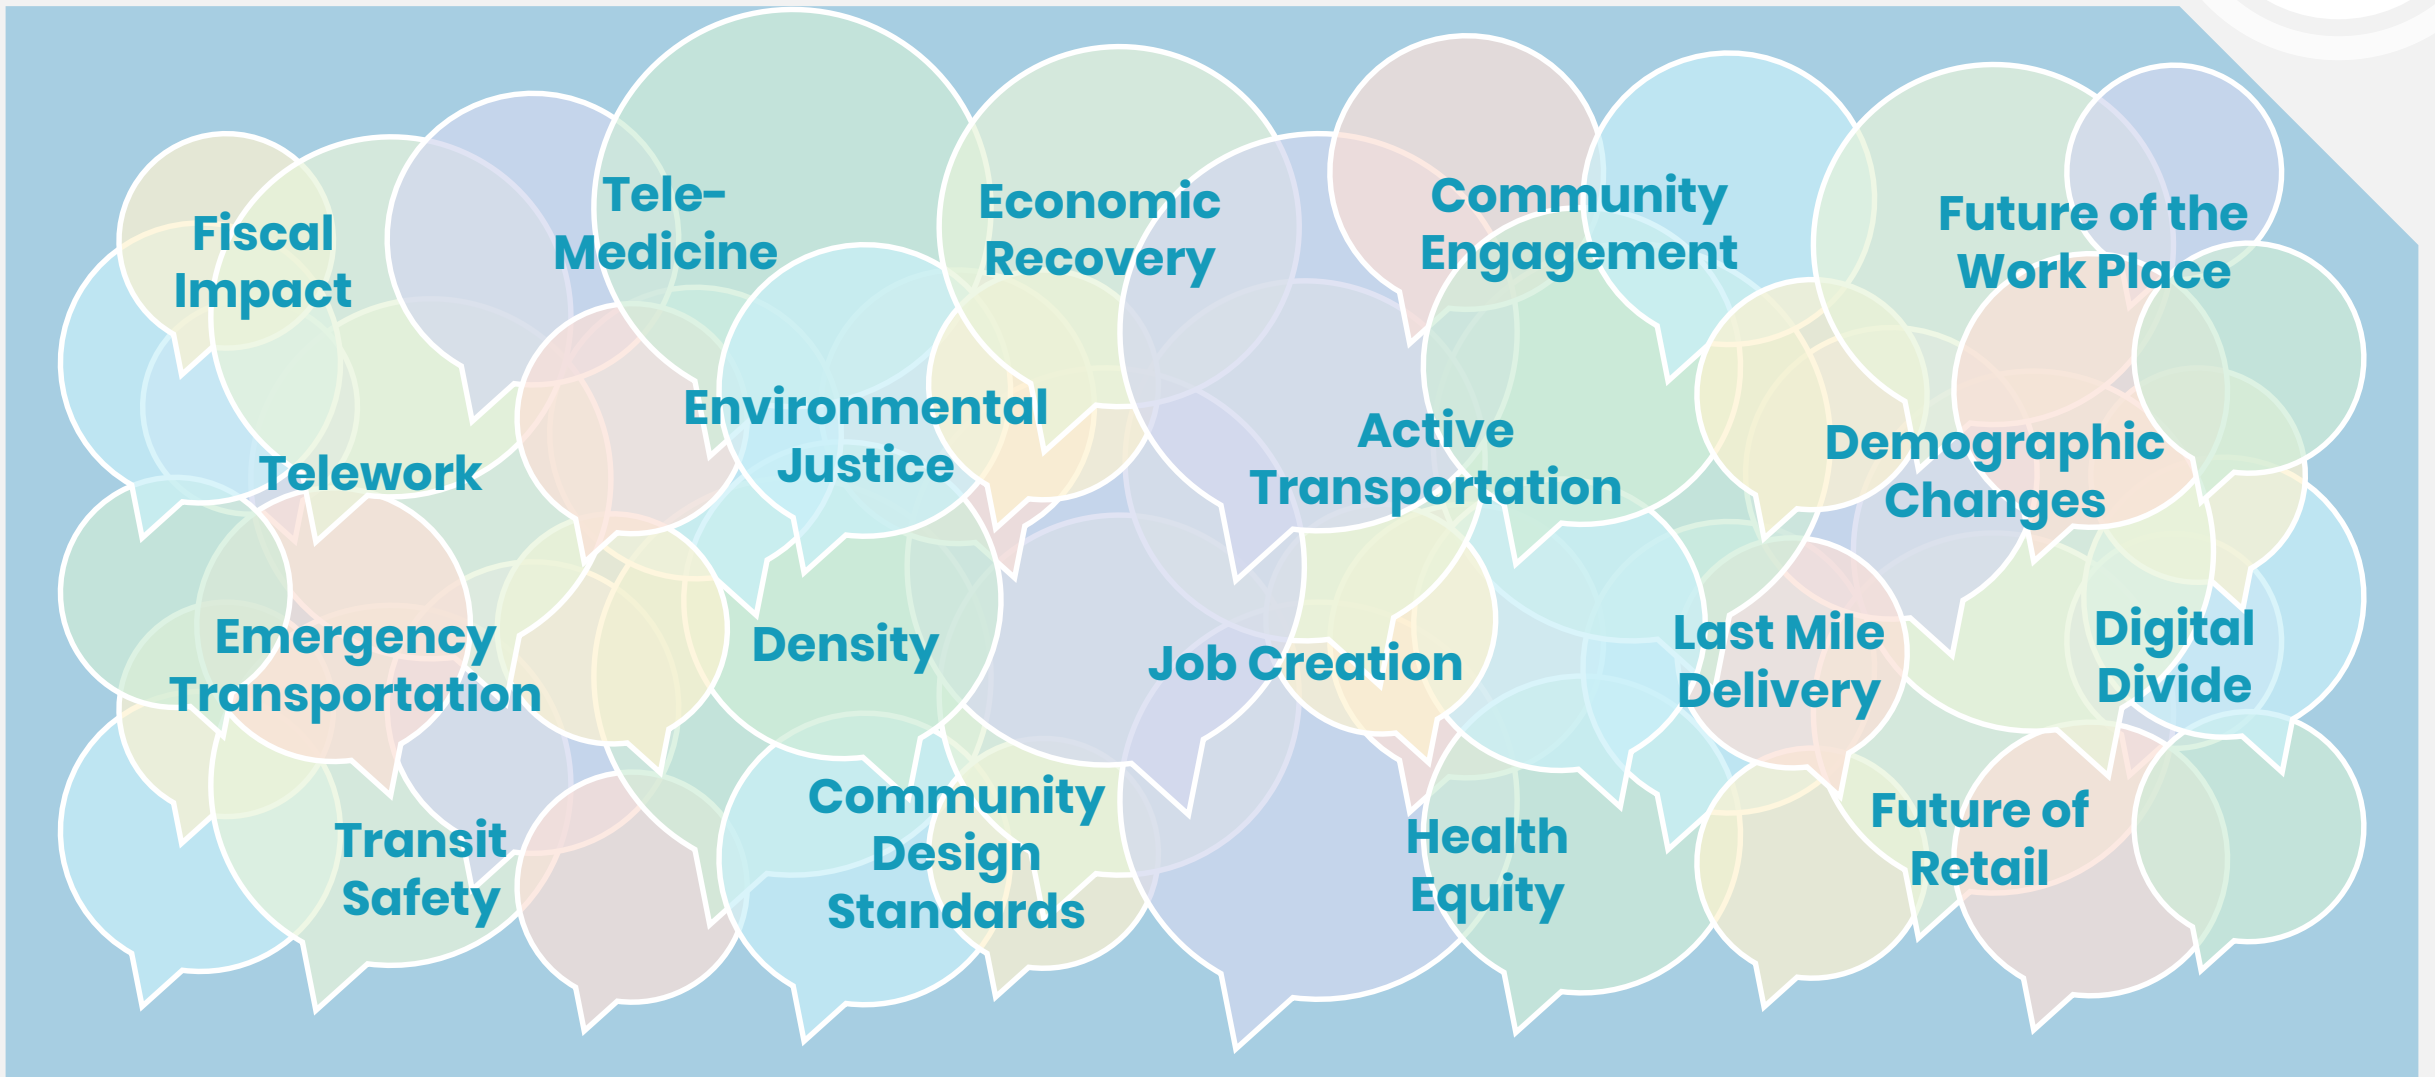 Fiscal
Impact
Tele-
Medicine
Economic
Recovery
Community
Engagement
Future of the
Work Place
Telework
Environmental
Justice
Active
Transportation
Demographic
Changes
Emergency
Transportation
Density
Job Creation
Last Mile
Delivery
Digital
Divide
Transit
Safety
Community
Design
Standards
Health
Equity
Future of
Retail